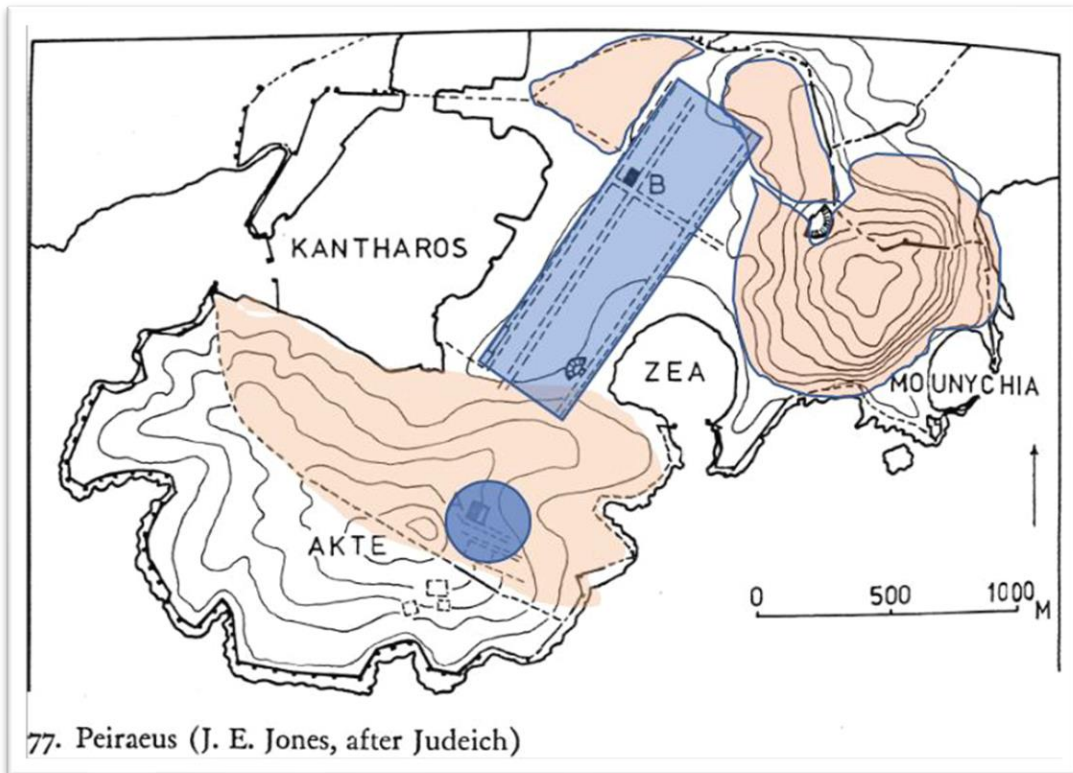 B
KANTHAROS
ZEA
MOUNYCHIA
A
AKTE
0 500 1000 M
77. Peiraeus (J. E. Jones, after Judeich)